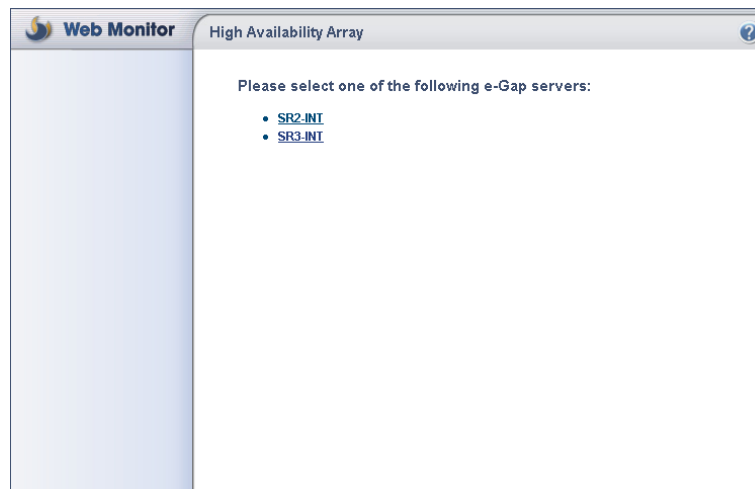 Web Monitor
High Availability Array
?
Please select one of the following e-Gap servers:
• SR2-INT
• SR3-INT